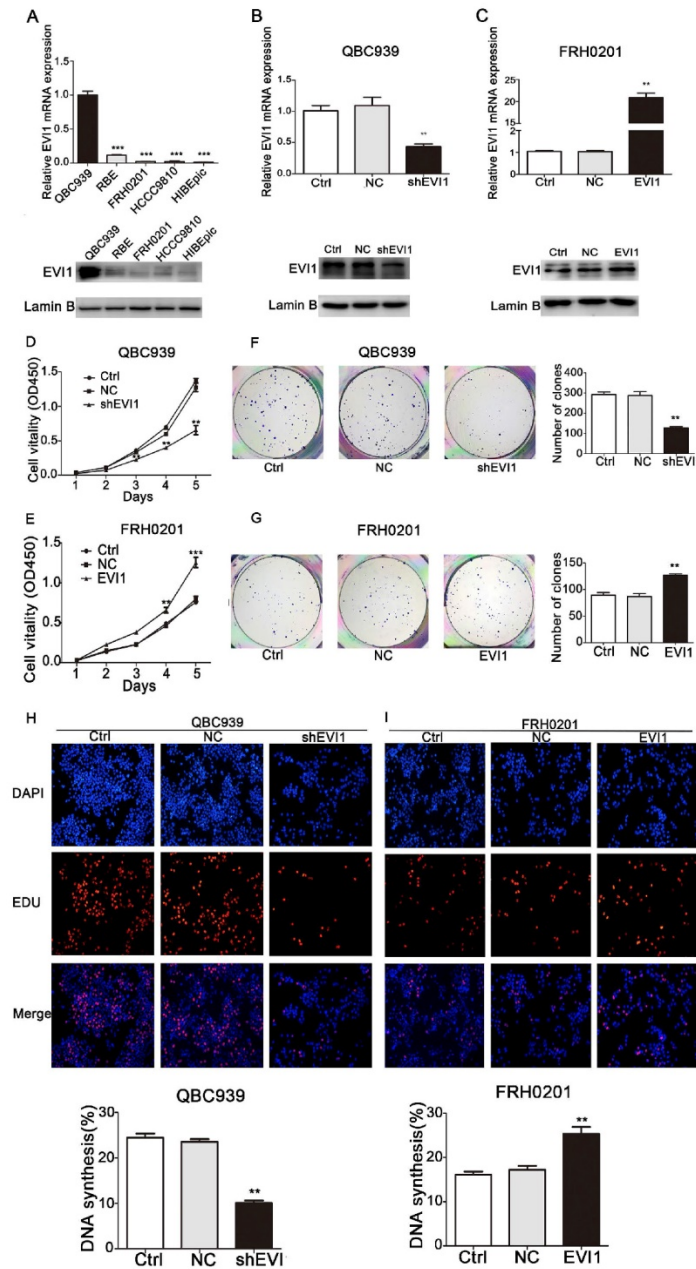 A
Relative EVI1 mRNA expression
1.5
1.0
0.5
0.0
*** *** *** ***
QBC939 RBE FRH0201 HCCC9810 HIBEpic
QBC939 RBE FRH0201 HCCC9810 HIBEpic
EVI1
Lamin B
B
QBC939
Relative EVI1 mRNA expression
1.5
1.0
0.5
0.0
**
Ctrl NC shEVI1
Ctrl NC shEVI1
EVI1
Lamin B
C
FRH0201
Relative EVI1 mRNA expression
25
20
15
2
1
0
**
Ctrl NC EVI1
Ctrl NC EVI1
EVI1
Lamin B
D
QBC939
Cell vitality (OD450)
1.5
1.0
0.5
0.0
Ctrl
NC
shEVI1
** ** **
1 2 3 4 5
Days
F
QBC939
Ctrl NC shEVI1
Number of clones
400
300
200
100
0
**
Ctrl NC shEVI
E
FRH0201
Cell vitality (OD450)
1.5
1.0
0.5
0.0
Ctrl
NC
EVI1
** ***
1 2 3 4 5
Days
G
FRH0201
Ctrl NC EVI1
Number of clones
150
100
50
0
**
Ctrl NC EVI1
H
QBC939
Ctrl NC shEVI1
I
FRH0201
Ctrl NC EVI1
DAPI
EDU
Merge
QBC939
DNA synthesis(%)
30
20
10
0
**
Ctrl NC shEVI
FRH0201
DNA synthesis(%)
30
20
10
0
**
Ctrl NC EVI1